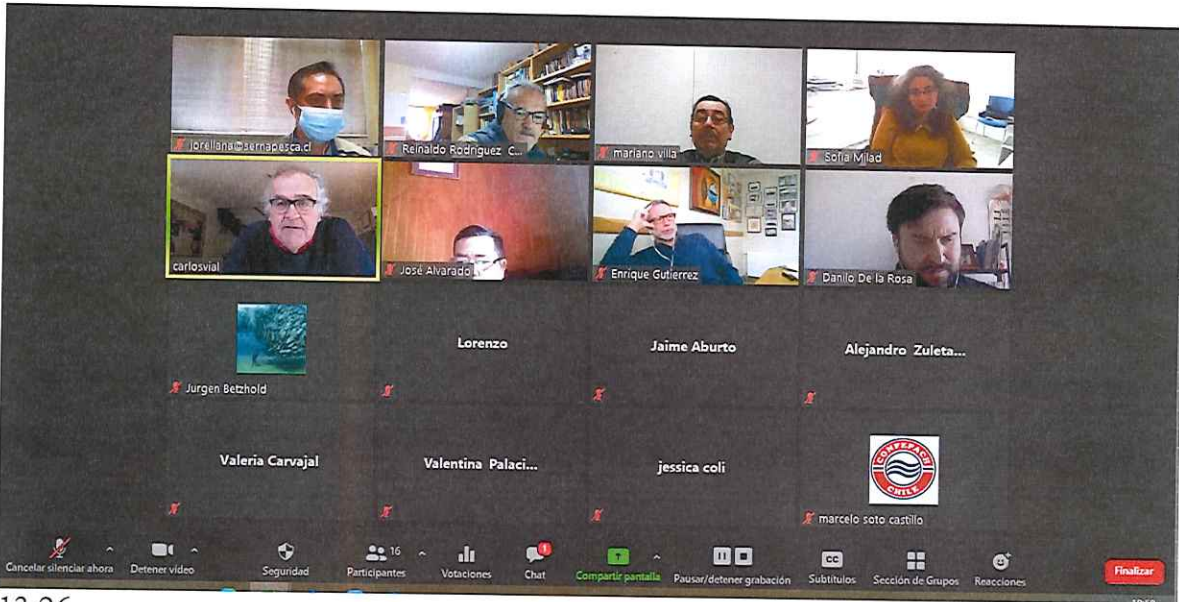 jorellana@sernapesca.cl
Reinaldo Rodriguez C...
mariano villa
Sofia Milad
carlosvial
José Alvarado
Enrique Gutierrez
Danilo De la Rosa
Jurgen Betzhold
Lorenzo
Jaime Aburto
Alejandro Zuleta...
Valeria Carvajal
Valentina Palaci...
jessica coli
CONFEPACH
CHILE
marcelo soto castillo
Cancelar silenciar ahora
Detener video
Seguridad
16
Participantes
Votaciones
1
Chat
Compartir pantalla
Pausar/detener grabación
CC
Subtítulos
Sección de Grupos
Reacciones
Finalizar